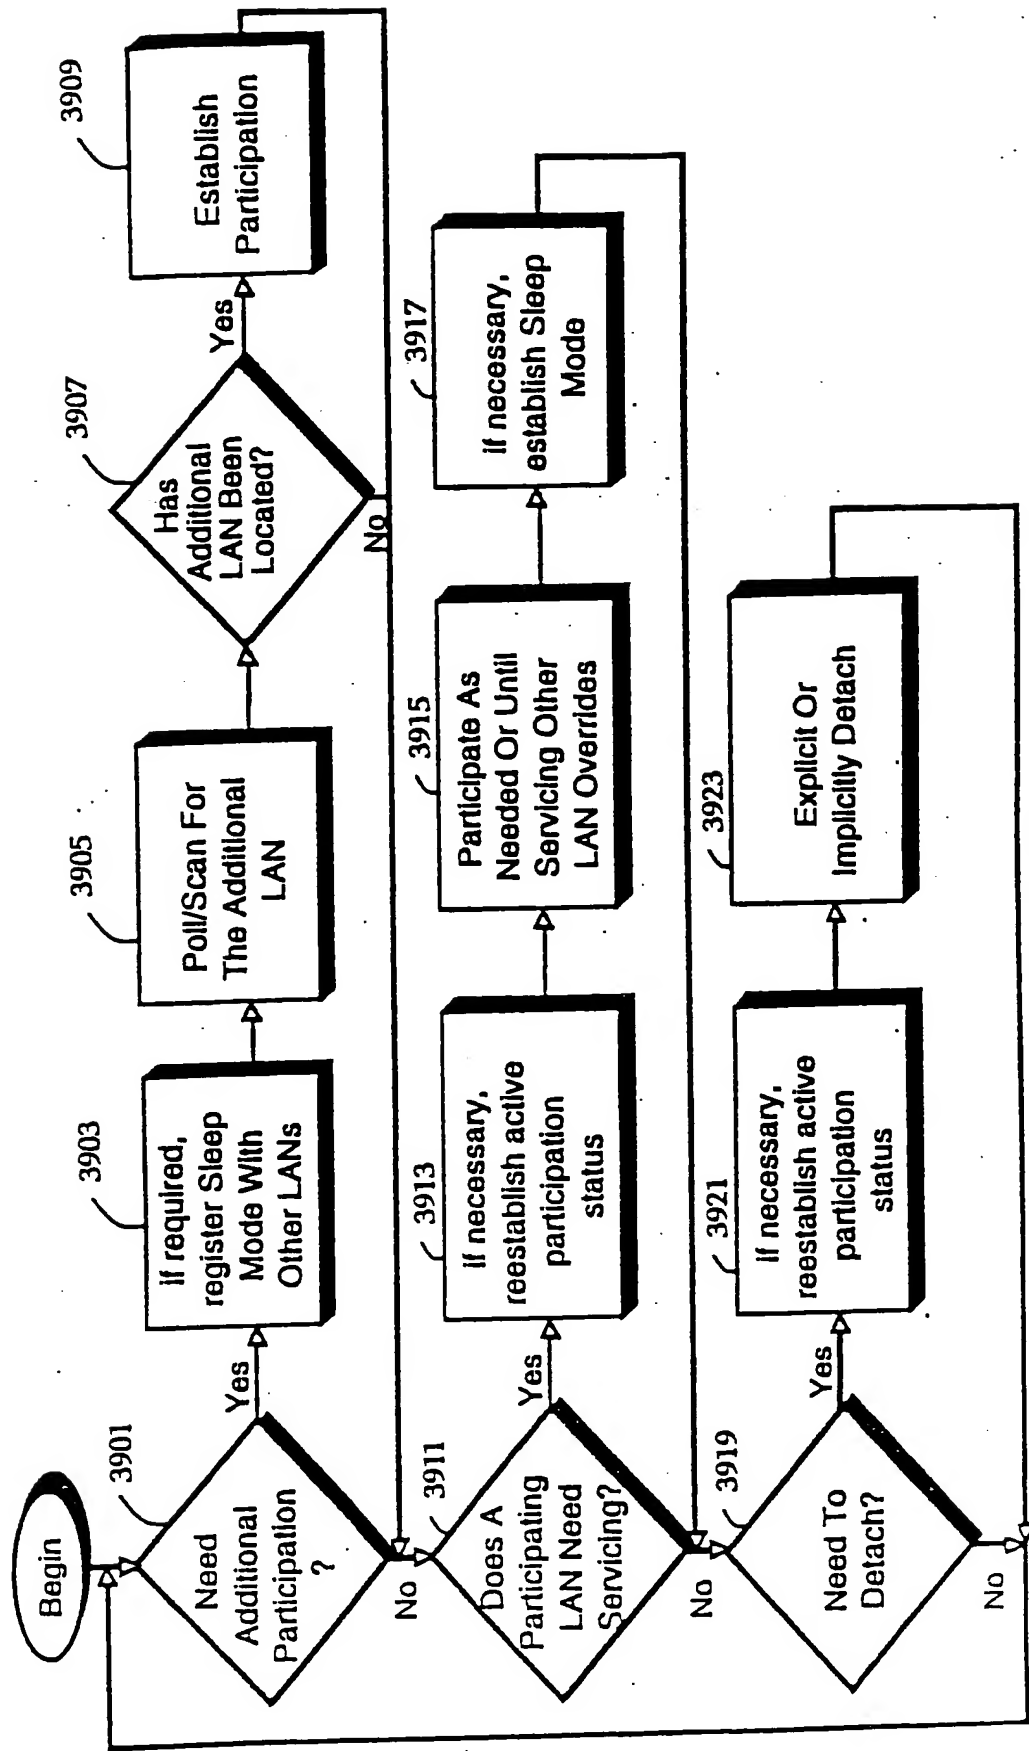 Begin
3901
Need
Additional
Participation
?
Yes
No
3903
If required,
register Sleep
Mode With
Other LANs
3905
Poll/Scan For
The Additional
LAN
3907
Has
Additional
LAN Been
Located?
Yes
No
3909
Establish
Participation
3911
Does A
Participating
LAN Need
Servicing?
Yes
No
3913
If necessary,
reestablish active
participation
status
3915
Participate As
Needed Or Until
Servicing Other
LAN Overrides
3917
If necessary,
establish Sleep
Mode
3919
Need To
Detach?
Yes
No
3921
If necessary,
reestablish active
participation
status
3923
Explicit Or
Implicitly Detach